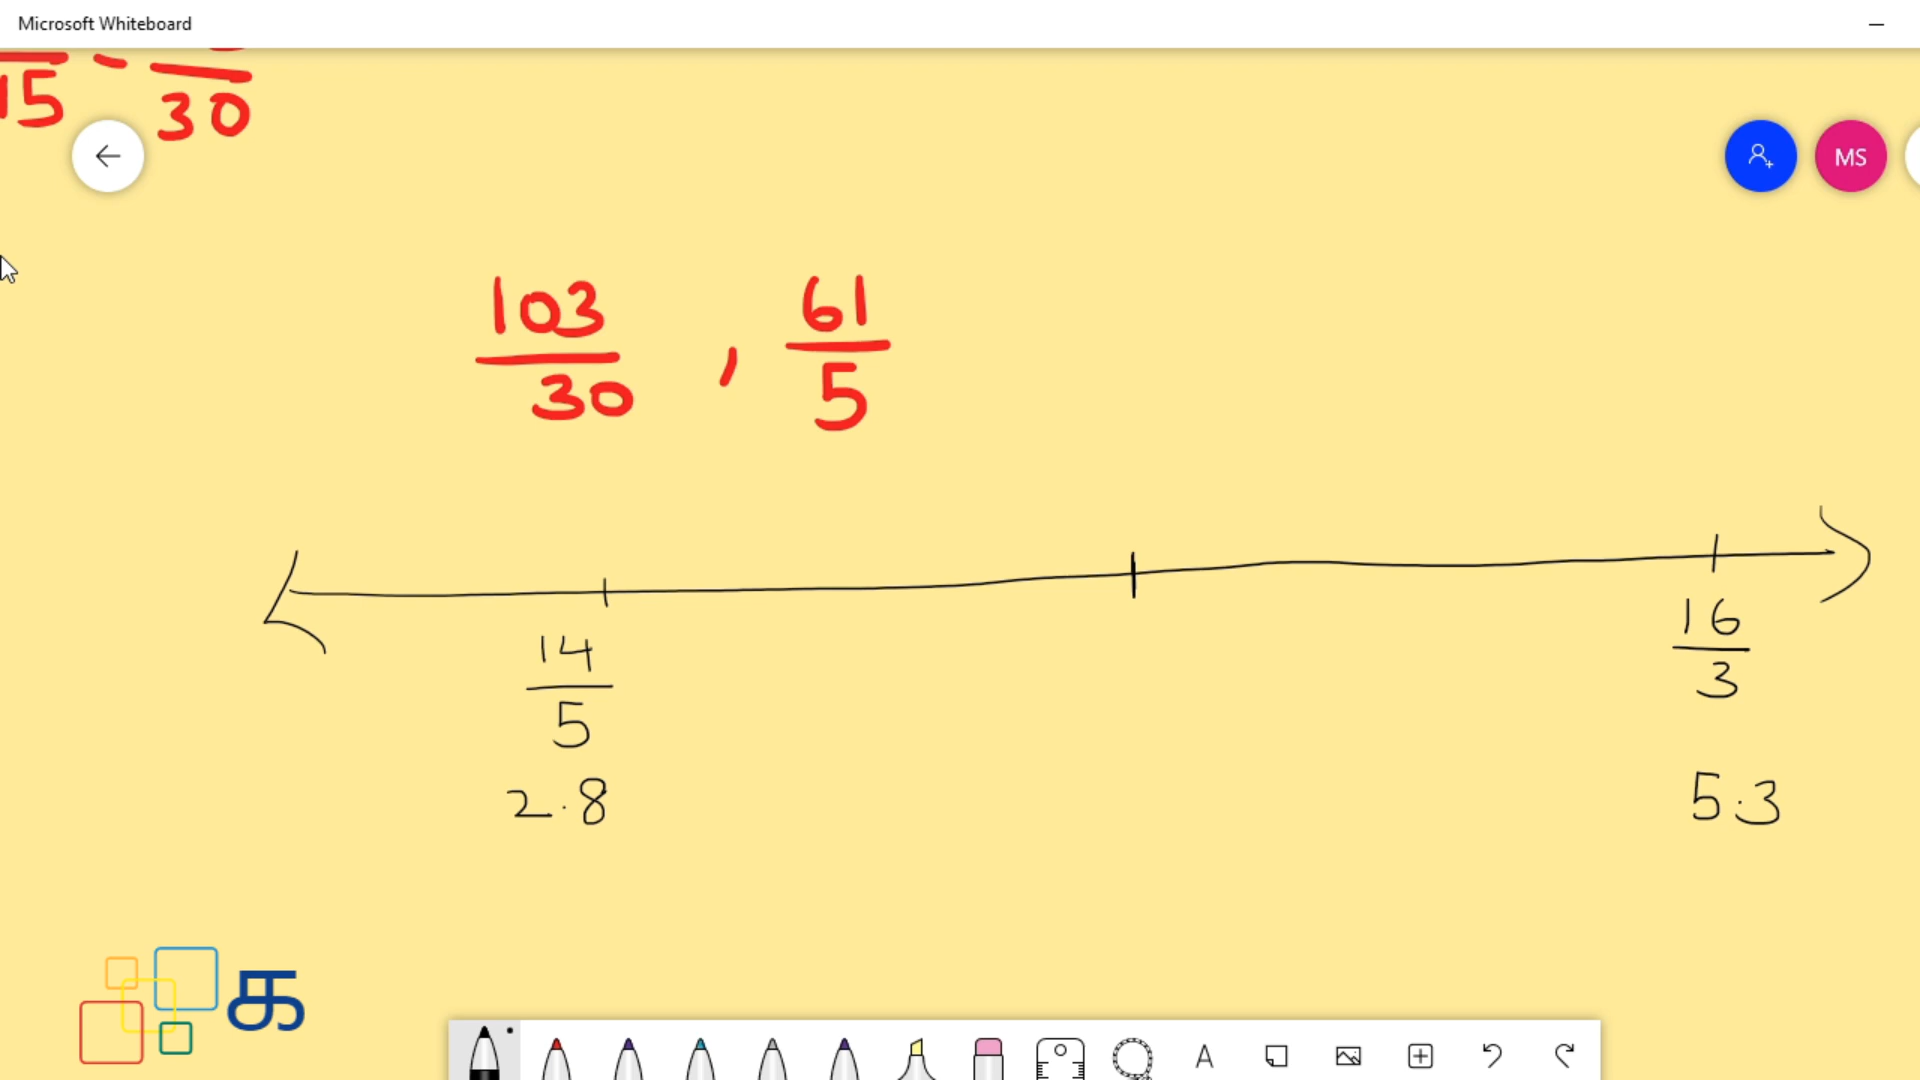 Microsoft Whiteboard
15 - 30
MS
103/30 , 61/5
14/5 16/3
2.8 5.3
க
A